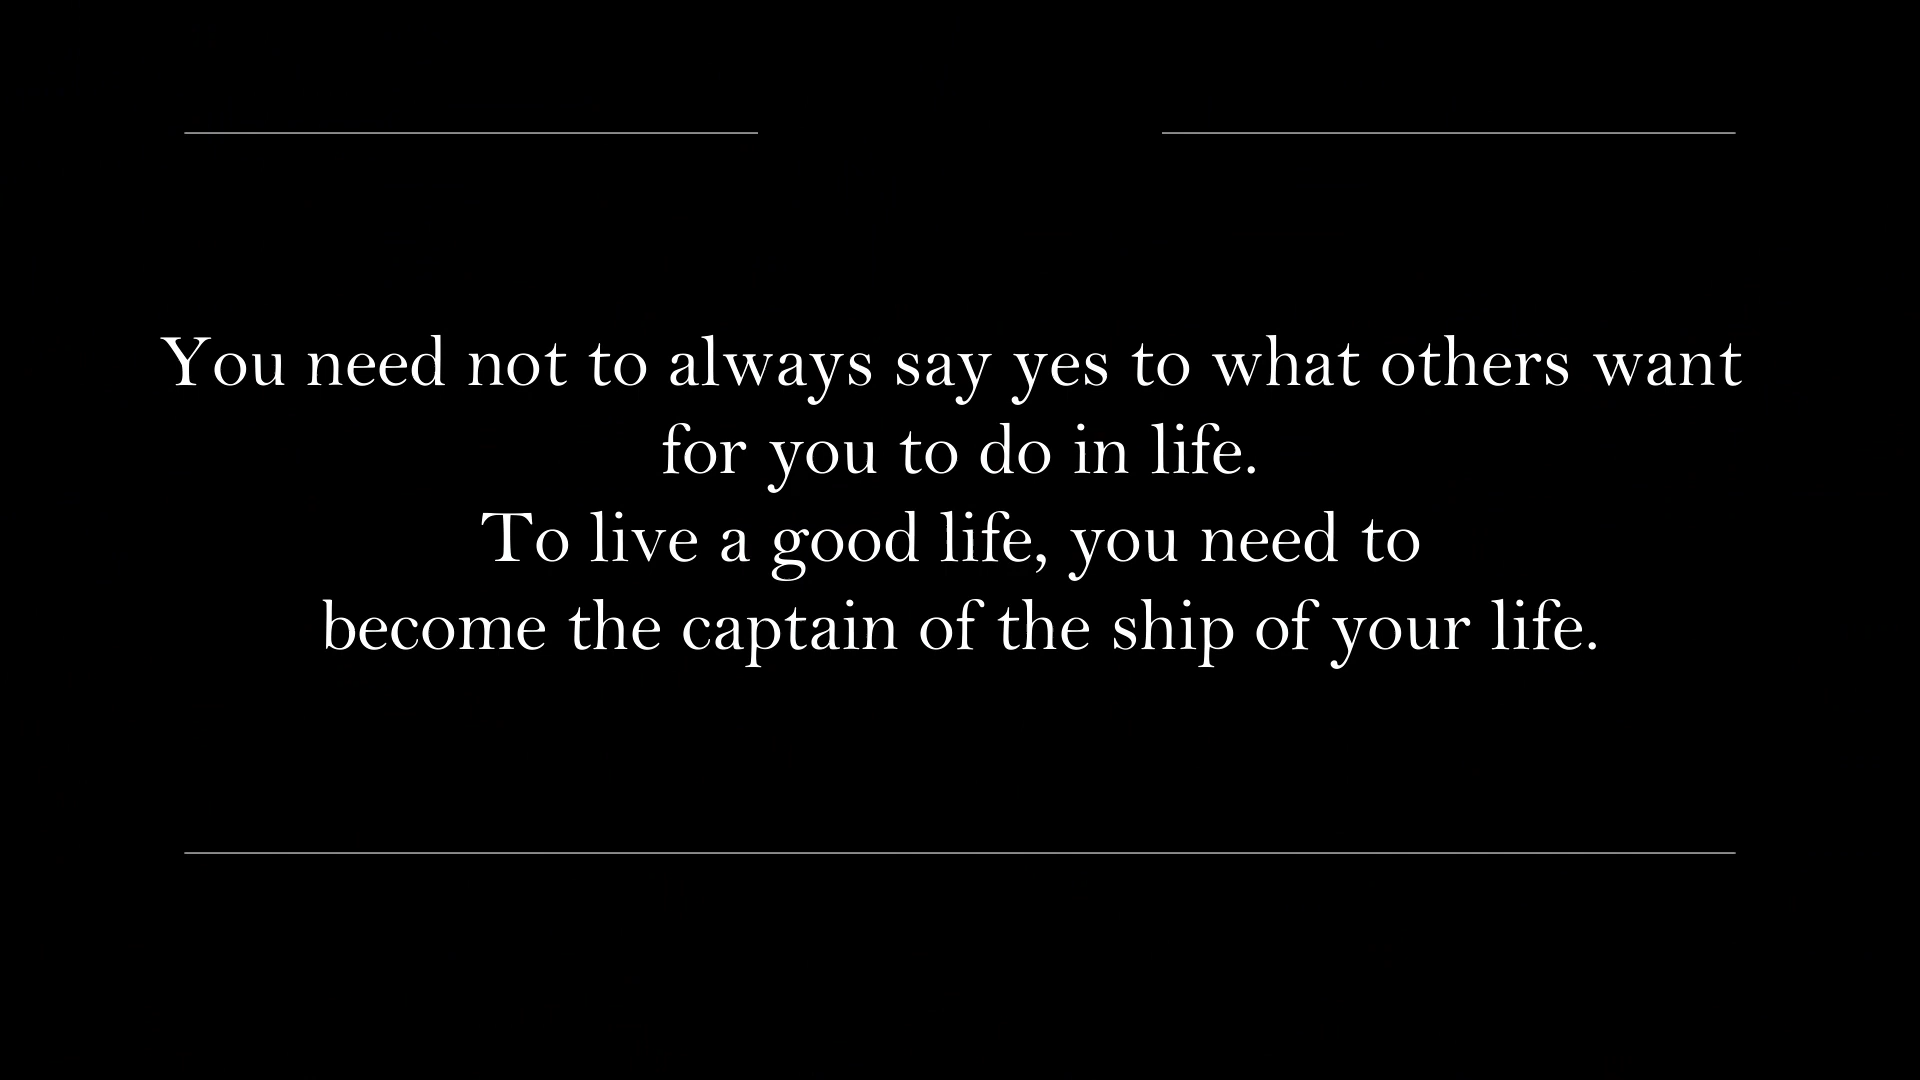 You need not to always say yes to what others want
for you to do in life.
To live a good life, you need to
become the captain of the ship of your life.